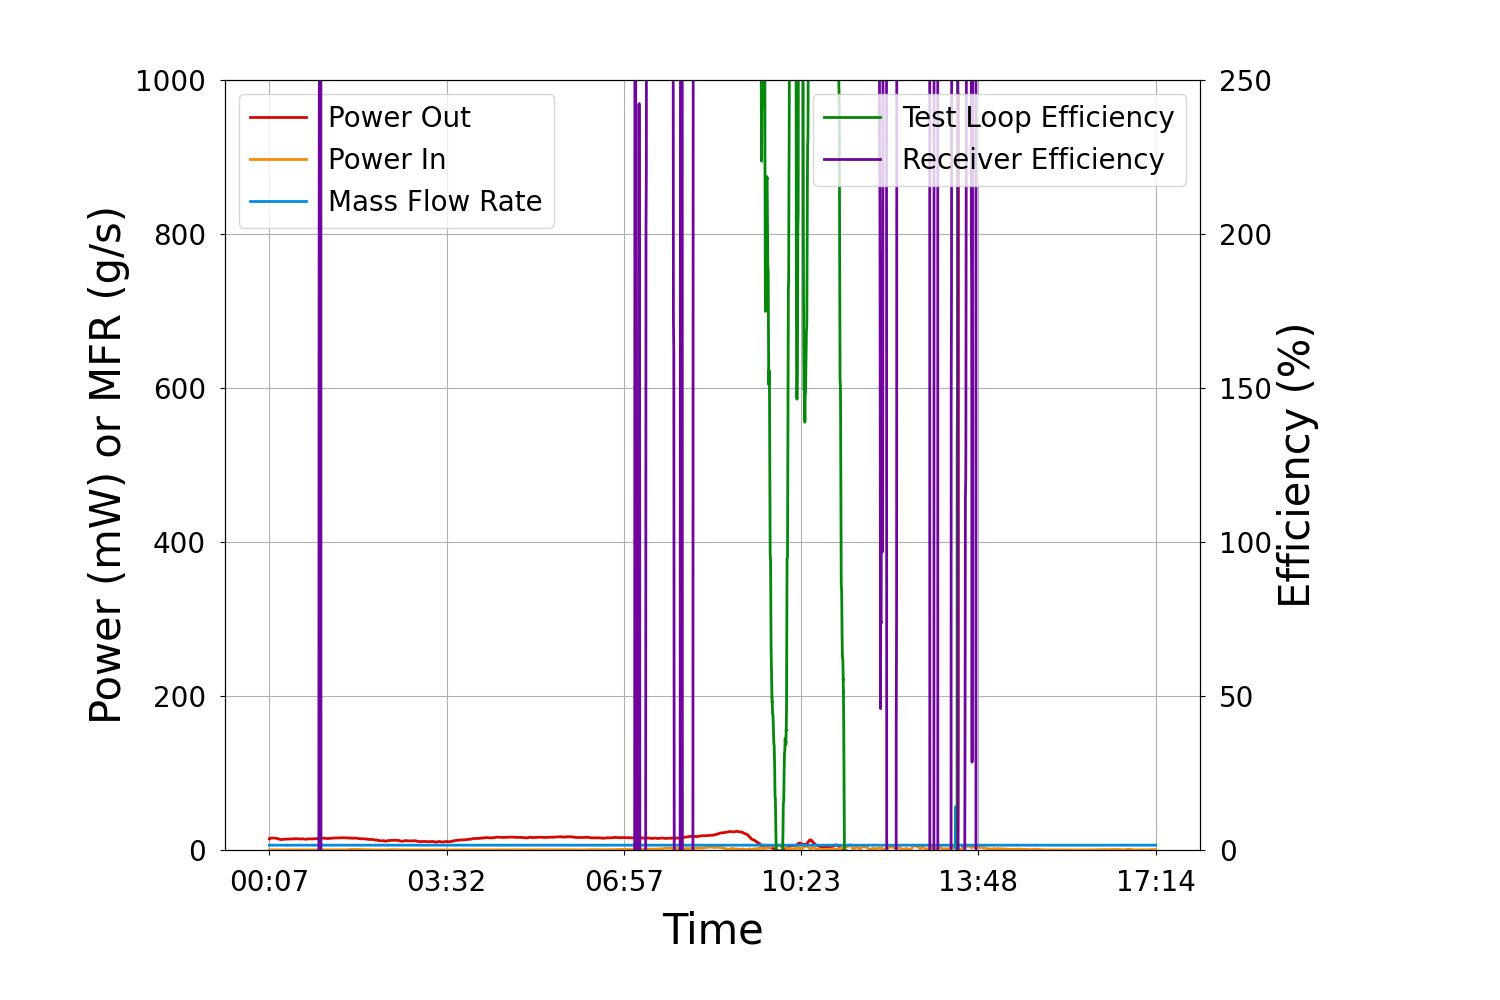 1000
800
600
400
200
0
Power (mW) or MFR (g/s)
Power Out
Power In
Mass Flow Rate
Test Loop Efficiency
Receiver Efficiency
250
200
150
100
50
0
Efficiency (%)
00:07 03:32 06:57 10:23 13:48 17:14
Time